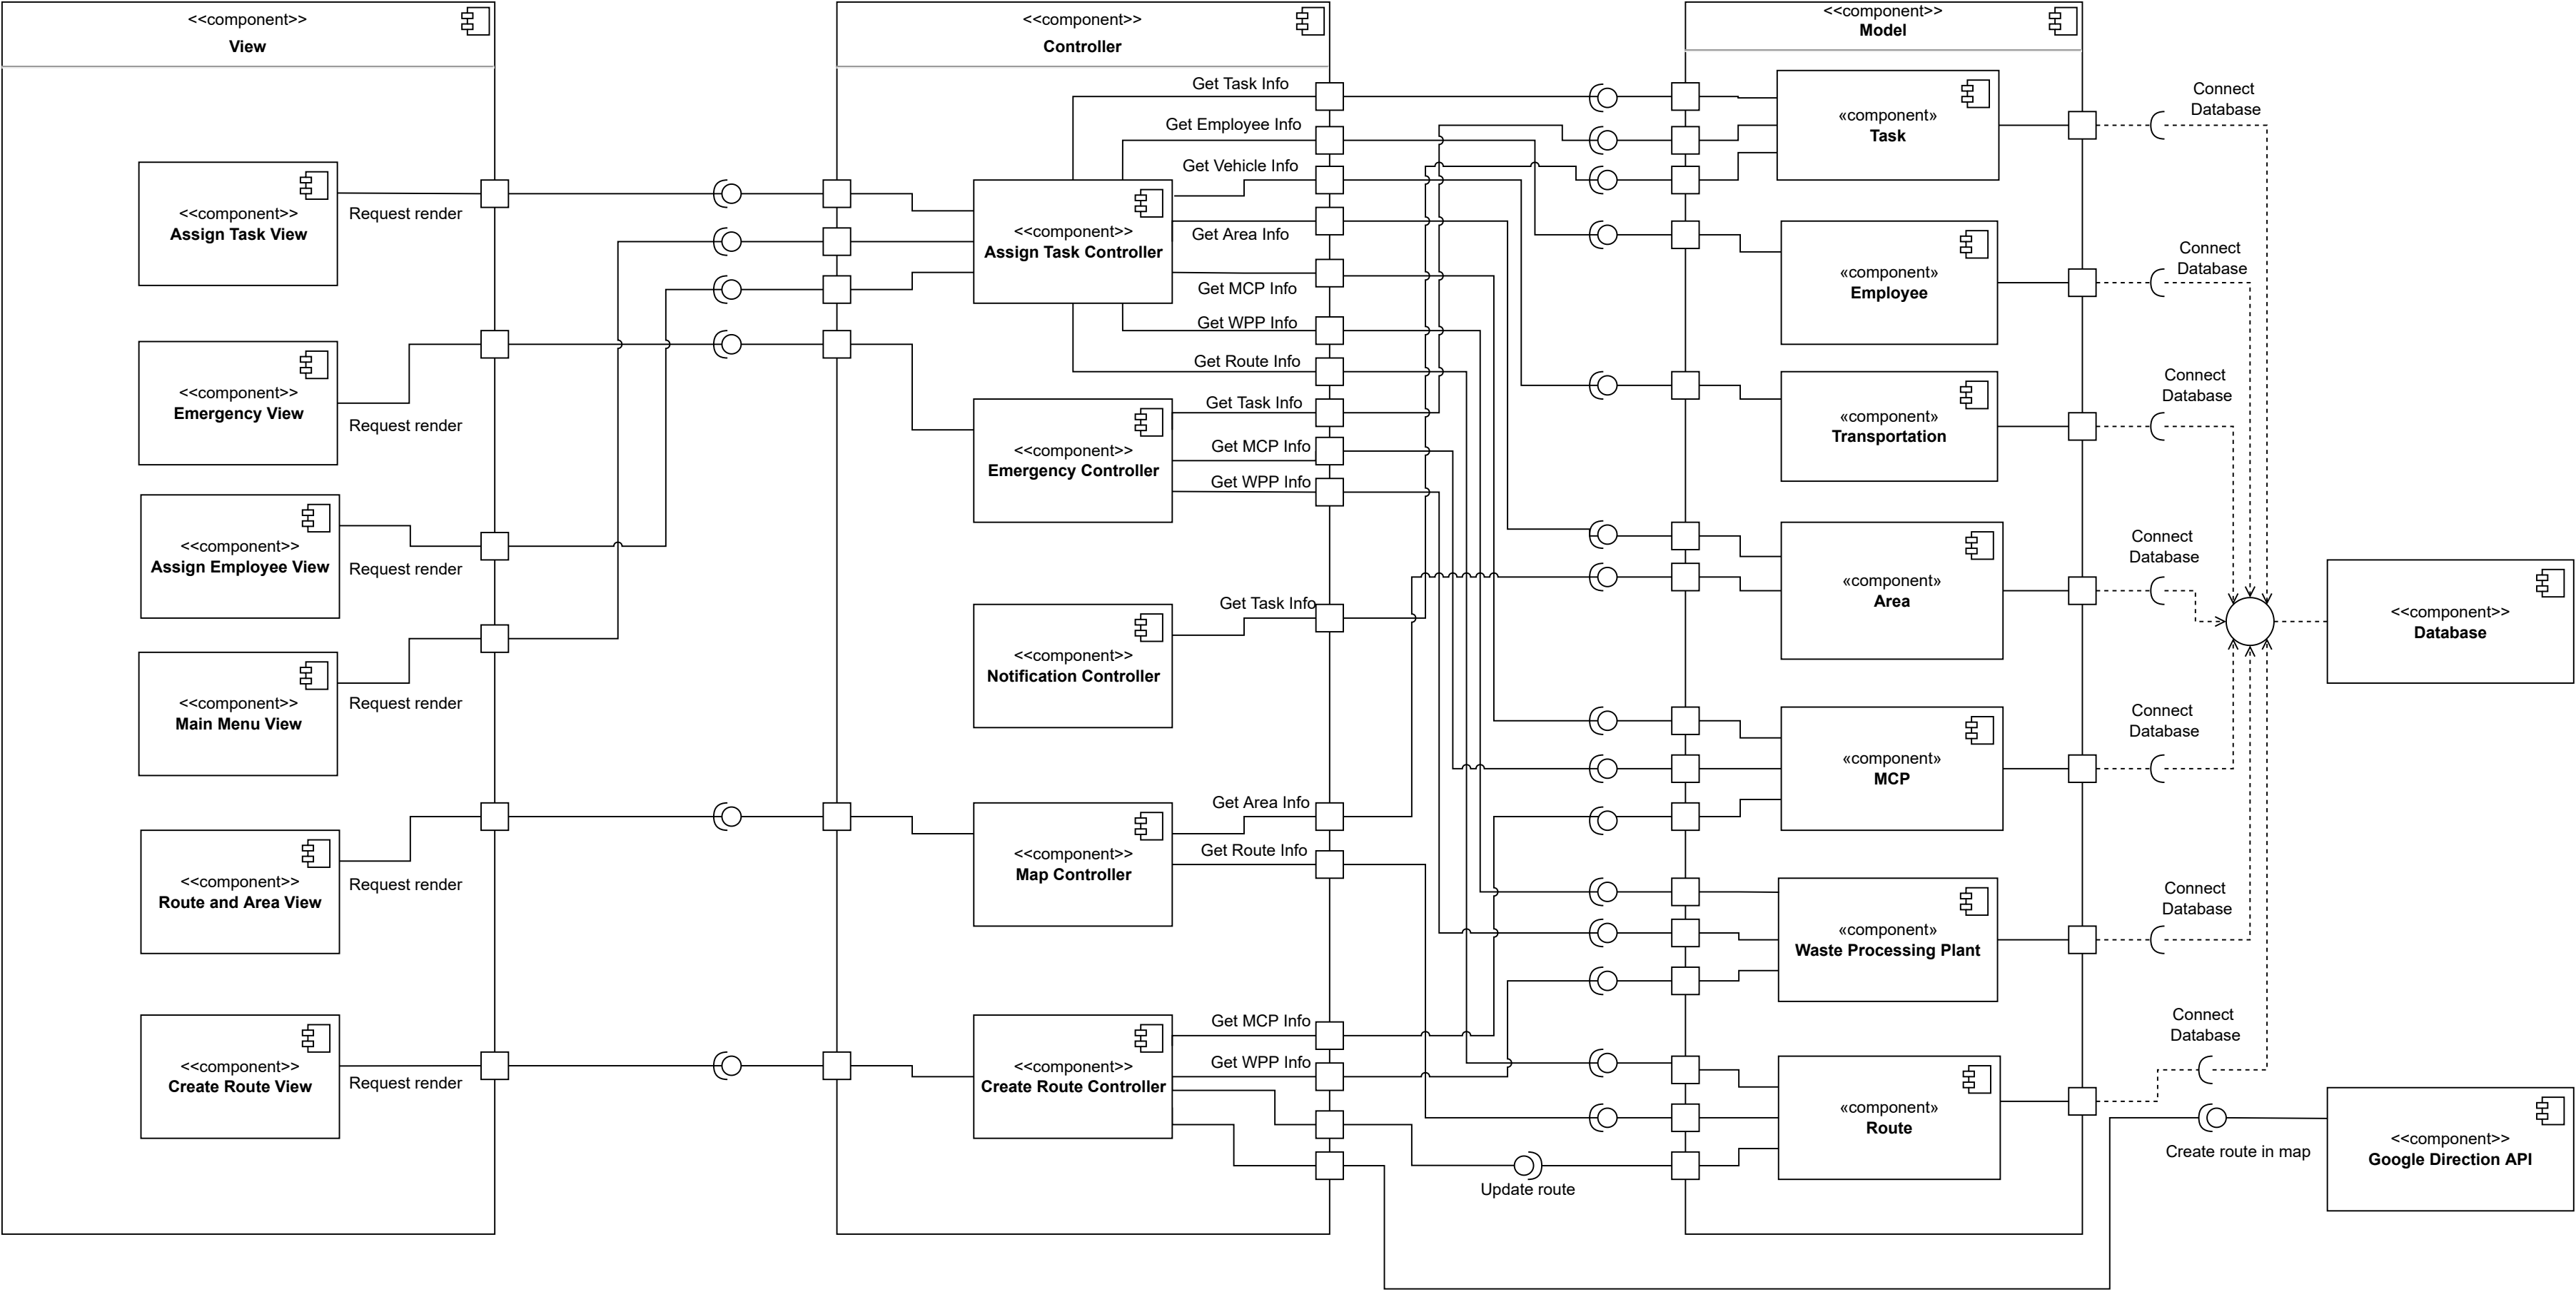 <<component>>
View
<<component>>
Assign Task View
Request render
<<component>>
Emergency View
Request render
<<component>>
Assign Employee View
Request render
<<component>>
Main Menu View
Request render
<<component>>
Route and Area View
Request render
<<component>>
Create Route View
Request render
<<component>>
Controller
Get Task Info
Get Employee Info
Get Vehicle Info
<<component>>
Assign Task Controller
Get Area Info
Get MCP Info
Get WPP Info
Get Route Info
Get Task Info
<<component>>
Emergency Controller
Get MCP Info
Get WPP Info
Get Task Info
<<component>>
Notification Controller
Get Area Info
<<component>>
Map Controller
Get Route Info
Get MCP Info
Get WPP Info
<<component>>
Create Route Controller
Update route
<<component>>
Model
«component»
Task
«component»
Employee
«component»
Transportation
«component»
Area
«component»
MCP
«component»
Waste Processing Plant
«component»
Route
Connect
Database
Connect
Database
Connect
Database
Connect
Database
Connect
Database
Connect
Database
Connect
Database
<<component>>
Database
Create route in map
<<component>>
Google Direction API